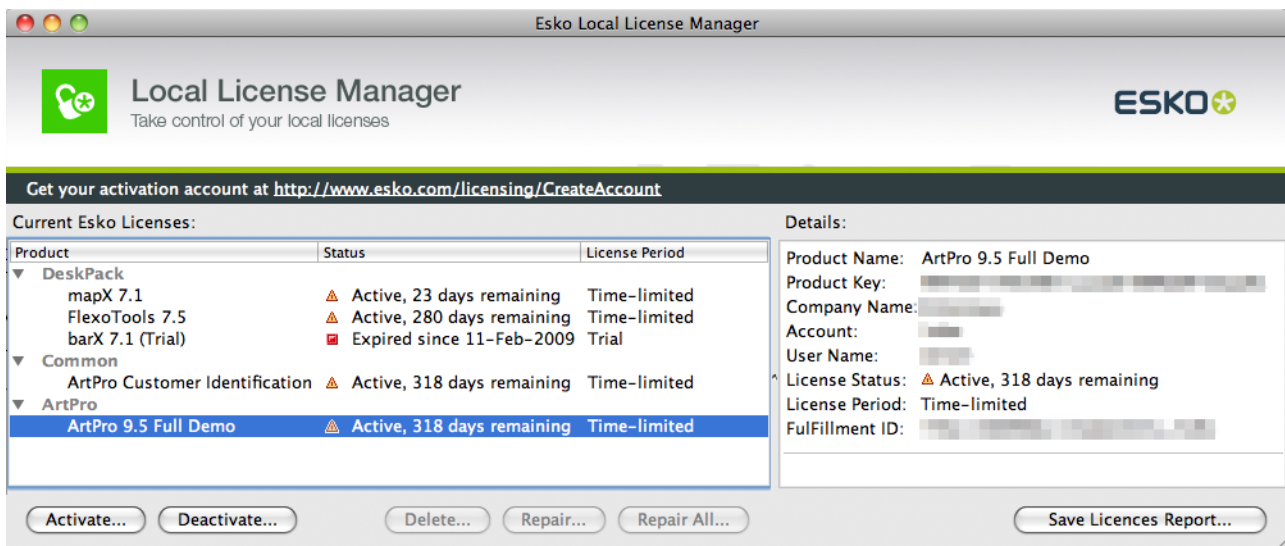 Esko Local License Manager
Local License Manager
Take control of your local licenses
ESKO
Get your activation account at http://www.esko.com/licensing/CreateAccount
Current Esko Licenses:
Product Status License Period
DeskPack
mapX 7.1 Active, 23 days remaining Time-limited
FlexoTools 7.5 Active, 280 days remaining Time-limited
barX 7.1 (Trial) Expired since 11-Feb-2009 Trial
Common
ArtPro Customer Identification Active, 318 days remaining Time-limited
ArtPro
ArtPro 9.5 Full Demo Active, 318 days remaining Time-limited
Details:
Product Name: ArtPro 9.5 Full Demo
Product Key:
Company Name:
Account:
User Name:
License Status: Active, 318 days remaining
License Period: Time-limited
FulFillment ID:
Activate... Deactivate... Delete... Repair... Repair All... Save Licences Report...